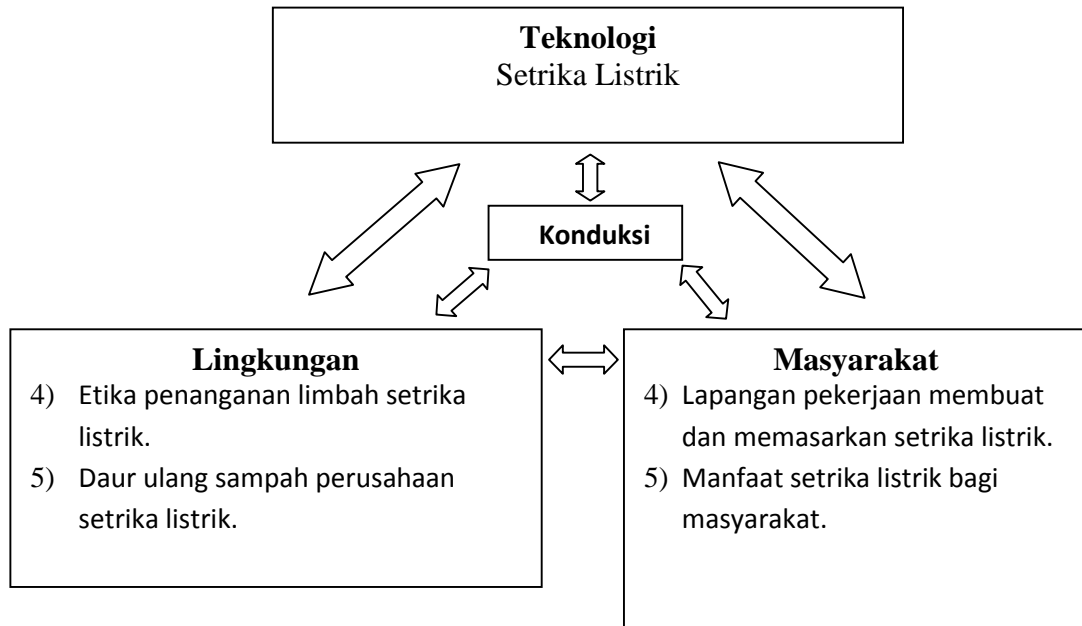 Teknologi
Setrika Listrik
Konduksi
Lingkungan
4) Etika penanganan limbah setrika
listrik.
5) Daur ulang sampah perusahaan
setrika listrik.
Masyarakat
4) Lapangan pekerjaan membuat
dan memasarkan setrika listrik.
5) Manfaat setrika listrik bagi
masyarakat.